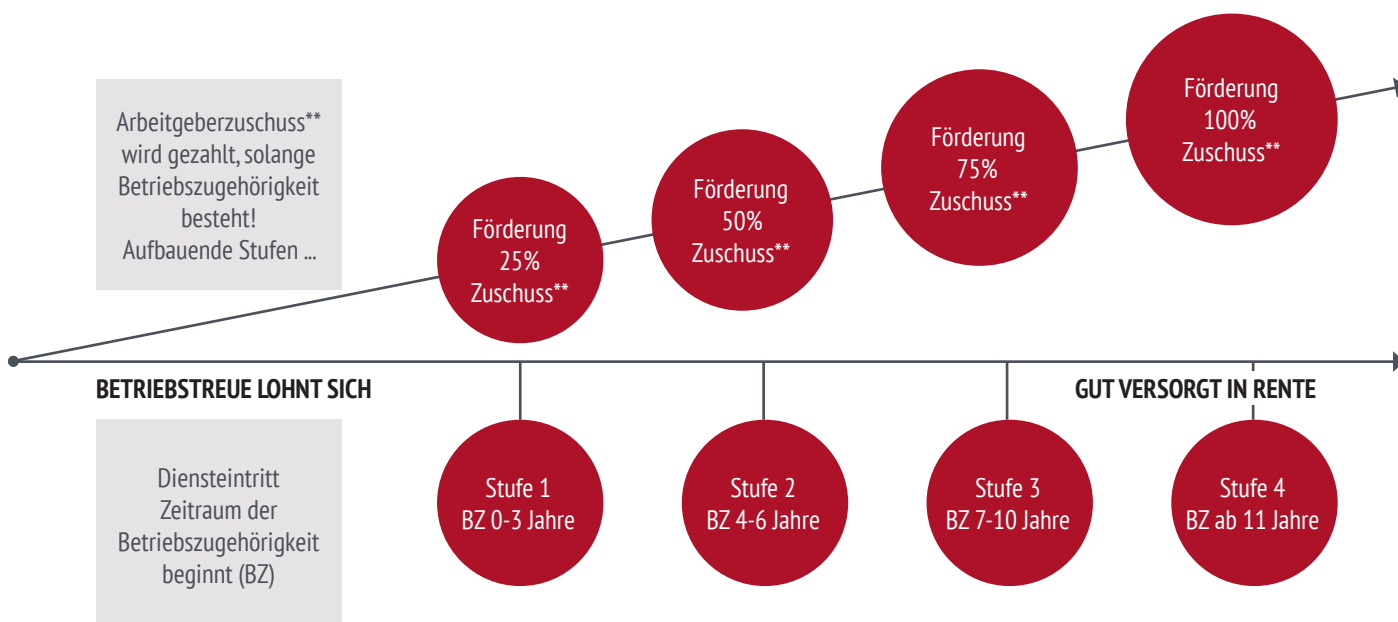 Arbeitgeberzuschuss**
wird gezahlt, solange
Betriebszugehörigkeit
besteht!
Aufbauende Stufen ...
Förderung
25%
Zuschuss**
Förderung
50%
Zuschuss**
Förderung
75%
Zuschuss**
Förderung
100%
Zuschuss**
BETRIEBSTREUE LOHNT SICH
GUT VERSORGT IN RENTE
Diensteintritt
Zeitraum der
Betriebszugehörigkeit
beginnt (BZ)
Stufe 1
BZ 0-3 Jahre
Stufe 2
BZ 4-6 Jahre
Stufe 3
BZ 7-10 Jahre
Stufe 4
BZ ab 11 Jahre